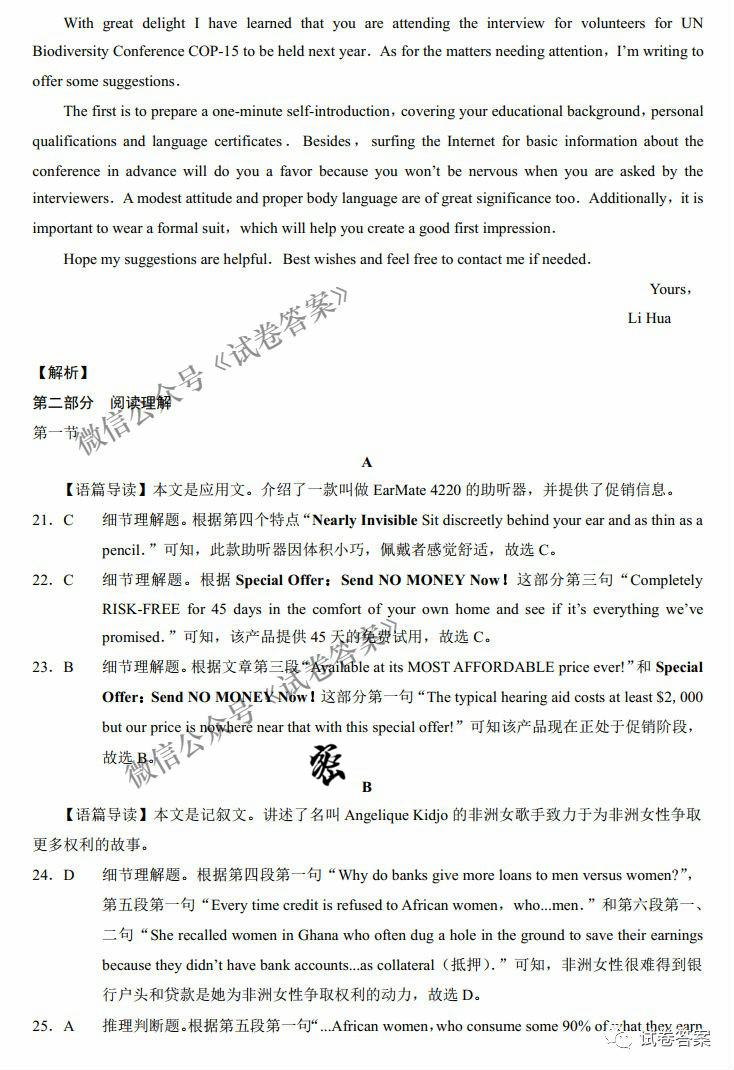 With great delight I have learned that you are attending the interview for volunteers for UN
Biodiversity Conference COP-15 to be held next year．As for the matters needing attention，I’m writing to
offer some suggestions．
The first is to prepare a one-minute self-introduction，covering your educational background，personal
qualifications and language certificates．Besides，surfing the Internet for basic information about the
conference in advance will do you a favor because you won’t be nervous when you are asked by the
interviewers．A modest attitude and proper body language are of great significance too．Additionally，it is
important to wear a formal suit，which will help you create a good first impression．
Hope my suggestions are helpful．Best wishes and feel free to contact me if needed．
Yours，
Li Hua
【解析】
第二部分 阅读理解
第一节
微信公众号《试卷答案》
A
【语篇导读】本文是应用文。介绍了一款叫做 EarMate 4220 的助听器，并提供了促销信息。
21．C 细节理解题。根据第四个特点“Nearly Invisible Sit discreetly behind your ear and as thin as a
pencil．”可知，此款助听器因体积小巧，佩戴者感觉舒适，故选 C。
22．C 细节理解题。根据 Special Offer：Send NO MONEY Now！这部分第三句“Completely
RISK-FREE for 45 days in the comfort of your own home and see if it’s everything we’ve
promised．”可知，该产品提供 45 天的免费试用，故选 C。
23．B 细节理解题。根据文章第三段“Available at its MOST AFFORDABLE price ever!”和 Special
Offer：Send NO MONEY Now！这部分第一句“The typical hearing aid costs at least $2, 000
but our price is nowhere near that with this special offer!”可知该产品现在正处于促销阶段，
故选 B。
微信公众号《试卷答案》
B
【语篇导读】本文是记叙文。讲述了名叫 Angelique Kidjo 的非洲女歌手致力于为非洲女性争取
更多权利的故事。
24．D 细节理解题。根据第四段第一句“Why do banks give more loans to men versus women?”，
第五段第一句“Every time credit is refused to African women，who...men．”和第六段第一、
二句“She recalled women in Ghana who often dug a hole in the ground to save their earnings
because they didn’t have bank accounts...as collateral（抵押）．”可知，非洲女性很难得到银
行户头和贷款是她为非洲女性争取权利的动力，故选 D。
25．A 推理判断题。根据第五段第一句“...African women，who consume some 90% of what they earn
试卷答案